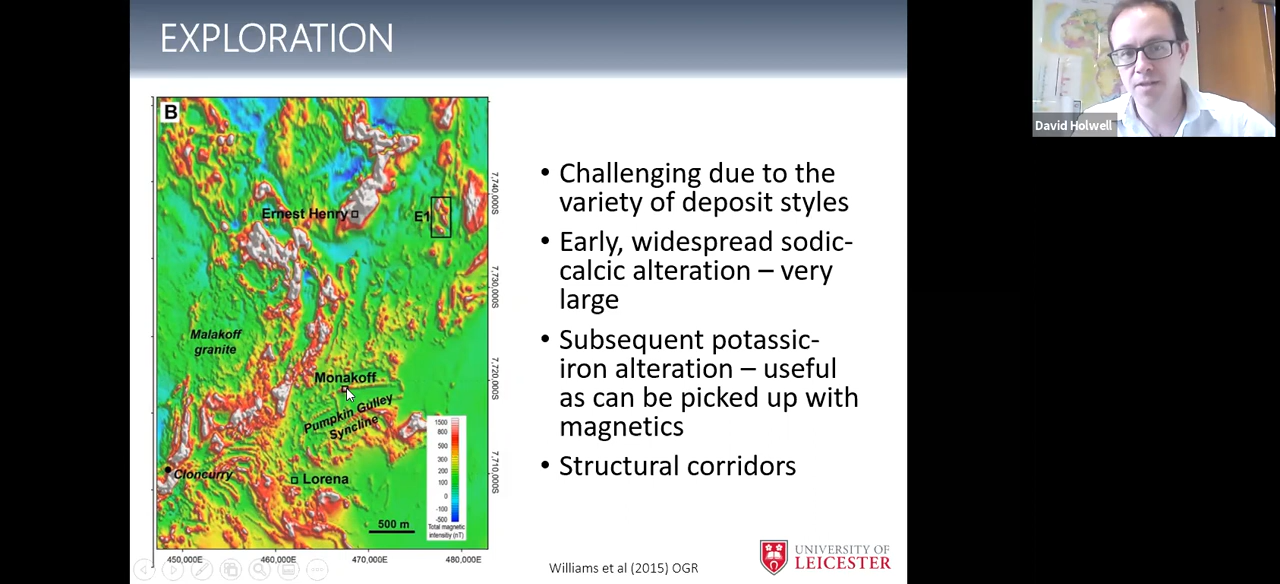 EXPLORATION
B
Ernest Henry
E1
Malakoff
granite
Monakoff
Pumpkin Gulley
Syncline
Cloncurry
Lorena
500 m
1500
800
500
300
200
100
0
-100
-500
Total magnetic
intensity (nT)
7,740,000S
7,730,000S
7,720,000S
7,710,000S
450,000E
460,000E
470,000E
480,000E
• Challenging due to the
variety of deposit styles
• Early, widespread sodic-
calcic alteration – very
large
• Subsequent potassic-
iron alteration – useful
as can be picked up with
magnetics
• Structural corridors
Williams et al (2015) OGR
UNIVERSITY OF
LEICESTER
David Holwell